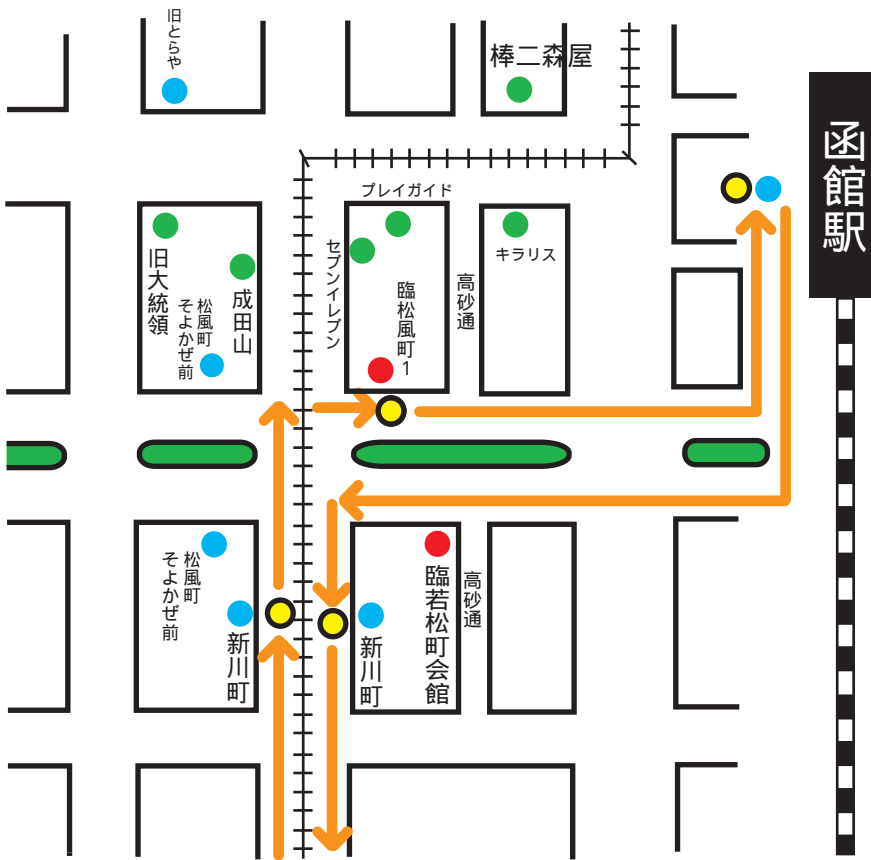 旧とらや
棒二森屋
函館駅
プレイガイド
キラリス
セブンイレブン
高砂通
臨松風町1
旧大統領
松風町
そよかぜ前
成田山
松風町
そよかぜ前
新川町
新川町
臨若松町会館
高砂通